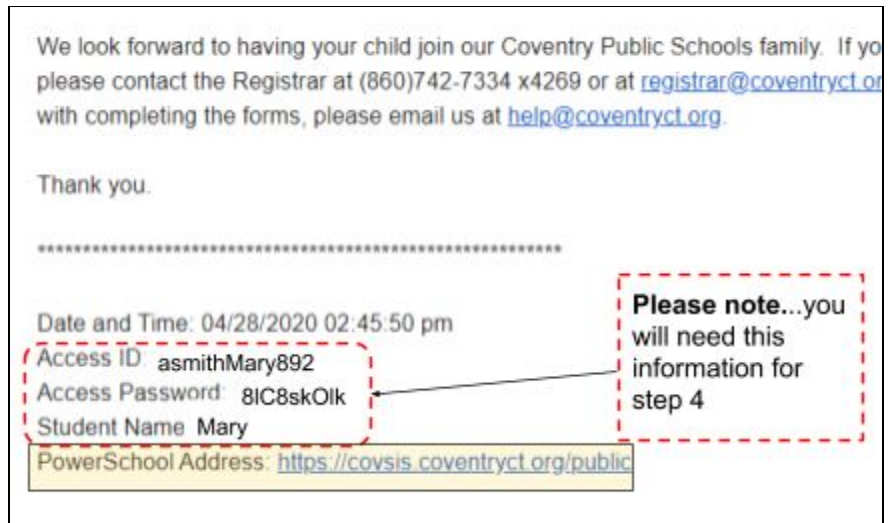 We look forward to having your child join our Coventry Public Schools family. If yo
please contact the Registrar at (860)742-7334 x4269 or at registrar@coventryct.or
with completing the forms, please email us at help@coventryct.org.
Thank you.
**********************************************************
Date and Time: 04/28/2020 02:45:50 pm
Access ID: asmithMary892
Access Password: 8lC8skOlk
Student Name Mary
PowerSchool Address: https://covsis.coventryct.org/public
Please note...you
will need this
information for
step 4